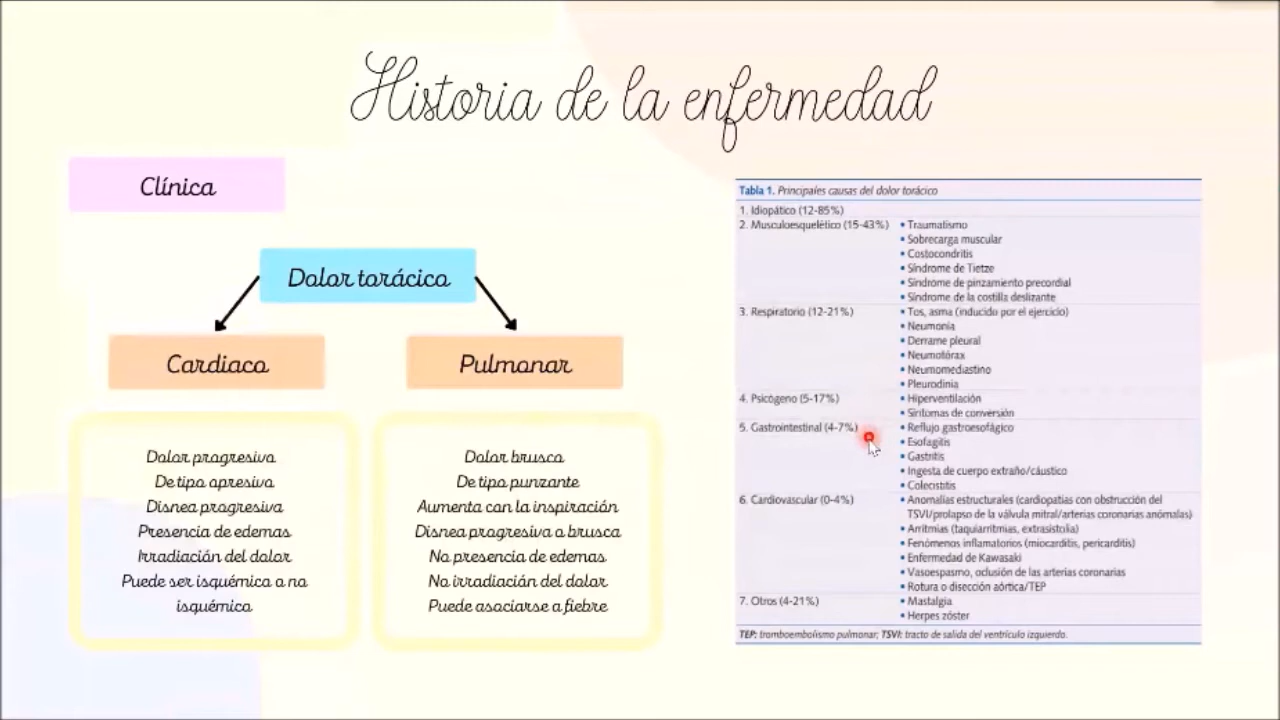 Historia de la enfermedad
Clínica
Dolor torácico
Cardiaco
Pulmonar
Dolor progresivo
De tipo opresivo
Disnea progresiva
Presencia de edemas
Irradiación del dolor
Puede ser isquémico o no
isquémico
Dolor brusco
De tipo punzante
Aumenta con la inspiración
Disnea progresiva o brusca
No presencia de edemas
No irradiación del dolor
Puede asociarse a fiebre
Tabla 1. Principales causas del dolor torácico
1. Idiopático (12-85%)
2. Musculoesquelético (15-43%) • Traumatismo
• Sobrecarga muscular
• Costocondritis
• Síndrome de Tietze
• Síndrome de pinzamiento precordial
• Síndrome de la costilla deslizante
3. Respiratorio (12-21%) • Tos, asma (inducido por el ejercicio)
• Neumonía
• Derrame pleural
• Neumotórax
• Neumomediastino
• Pleurodinia
4. Psicógeno (5-17%) • Hiperventilación
• Síntomas de conversión
5. Gastrointestinal (4-7%) • Reflujo gastroesofágico
• Esofagitis
• Gastritis
• Ingesta de cuerpo extraño/cáustico
• Colecistitis
6. Cardiovascular (0-4%) • Anomalías estructurales (cardiopatías con obstrucción del
TSVI/prolapso de la válvula mitral/arterias coronarias anómalas)
• Arritmias (taquiarritmias, extrasístolia)
• Fenómenos inflamatorios (miocarditis, pericarditis)
• Enfermedad de Kawasaki
• Vasoespasmo, oclusión de las arterias coronarias
• Rotura o disección aórtica/TEP
7. Otros (4-21%) • Mastalgia
• Herpes zóster
TEP: tromboembolismo pulmonar; TSVI: tracto de salida del ventrículo izquierdo.